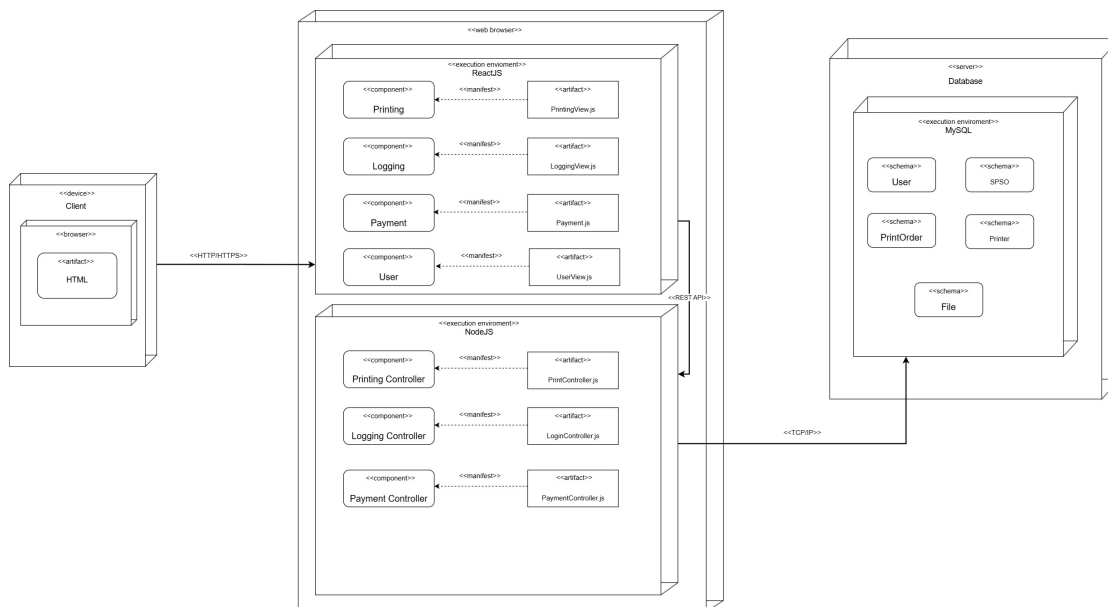 <<web browser>>
<<execution enviroment>>
ReactJS
<<component>>
Printing
<<manifest>>
<<artifact>>
PrintingView.js
<<component>>
Logging
<<manifest>>
<<artifact>>
LoggingView.js
<<component>>
Payment
<<manifest>>
<<artifact>>
Payment.js
<<component>>
User
<<manifest>>
<<artifact>>
UserView.js
<<device>>
Client
<<browser>>
<<artifact>>
HTML
<<HTTP/HTTPS>>
<<REST API>>
<<execution enviroment>>
NodeJS
<<component>>
Printing Controller
<<manifest>>
<<artifact>>
PrintController.js
<<component>>
Logging Controller
<<manifest>>
<<artifact>>
LoginController.js
<<component>>
Payment Controller
<<manifest>>
<<artifact>>
PaymentController.js
<<TCP/IP>>
<<server>>
Database
<<execution enviroment>>
MySQL
<<schema>>
User
<<schema>>
SPSO
<<schema>>
PrintOrder
<<schema>>
Printer
<<schema>>
File